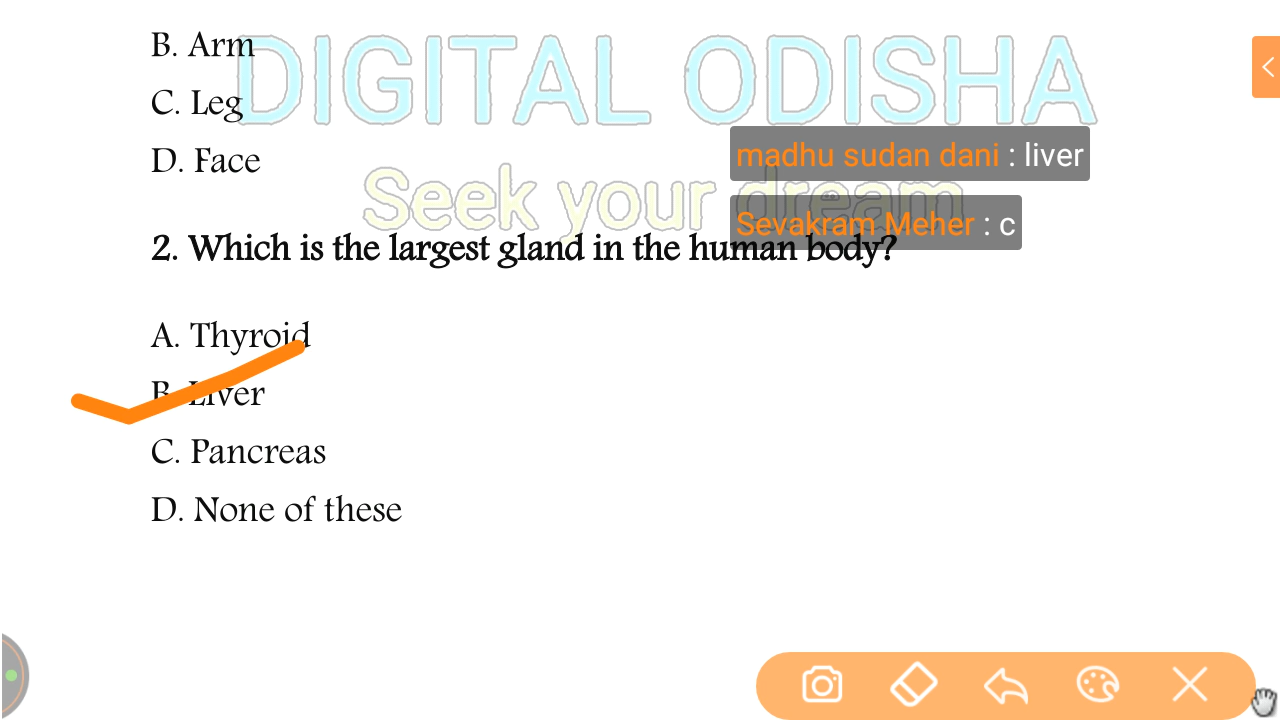 B. Arm
DIGITAL ODISHA
C. Leg
madhu sudan dani : liver
D. Face
Seek your dream
Sevakram Meher : c
2. Which is the largest gland in the human body?
A. Thyroid
B. Liver
C. Pancreas
D. None of these